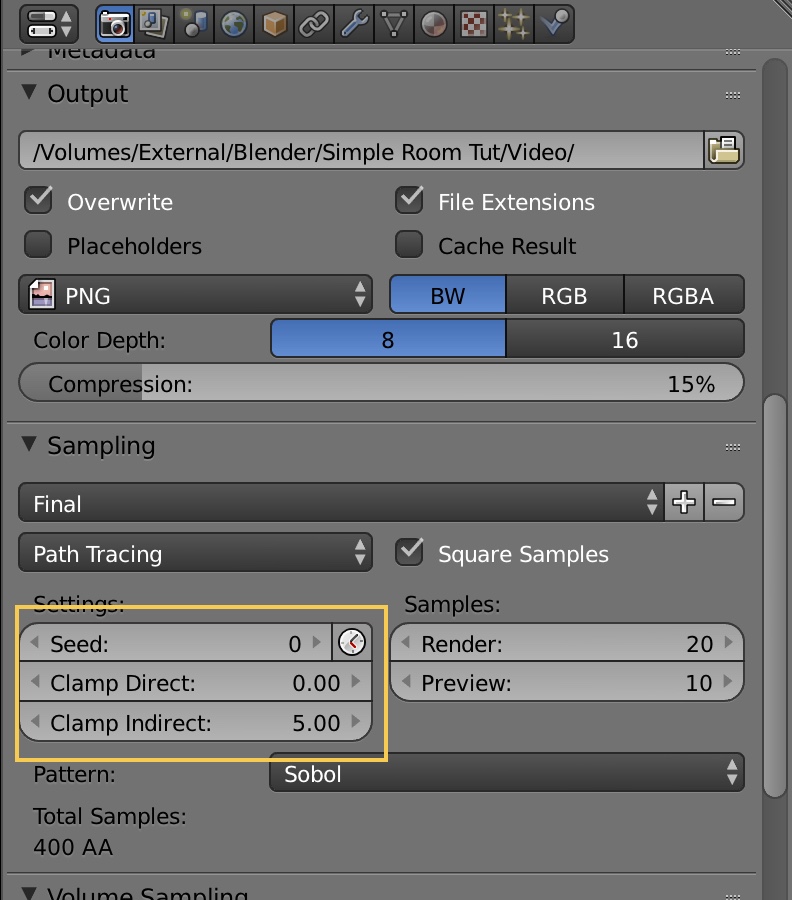 Metadata
Output
/Volumes/External/Blender/Simple Room Tut/Video/
Overwrite File Extensions
Placeholders Cache Result
PNG BW RGB RGBA
Color Depth: 8 16
Compression: 15%
Sampling
Final
Path Tracing Square Samples
Settings: Samples:
Seed: 0 Render: 20
Clamp Direct: 0.00 Preview: 10
Clamp Indirect: 5.00
Pattern: Sobol
Total Samples:
400 AA
Volume Sampling